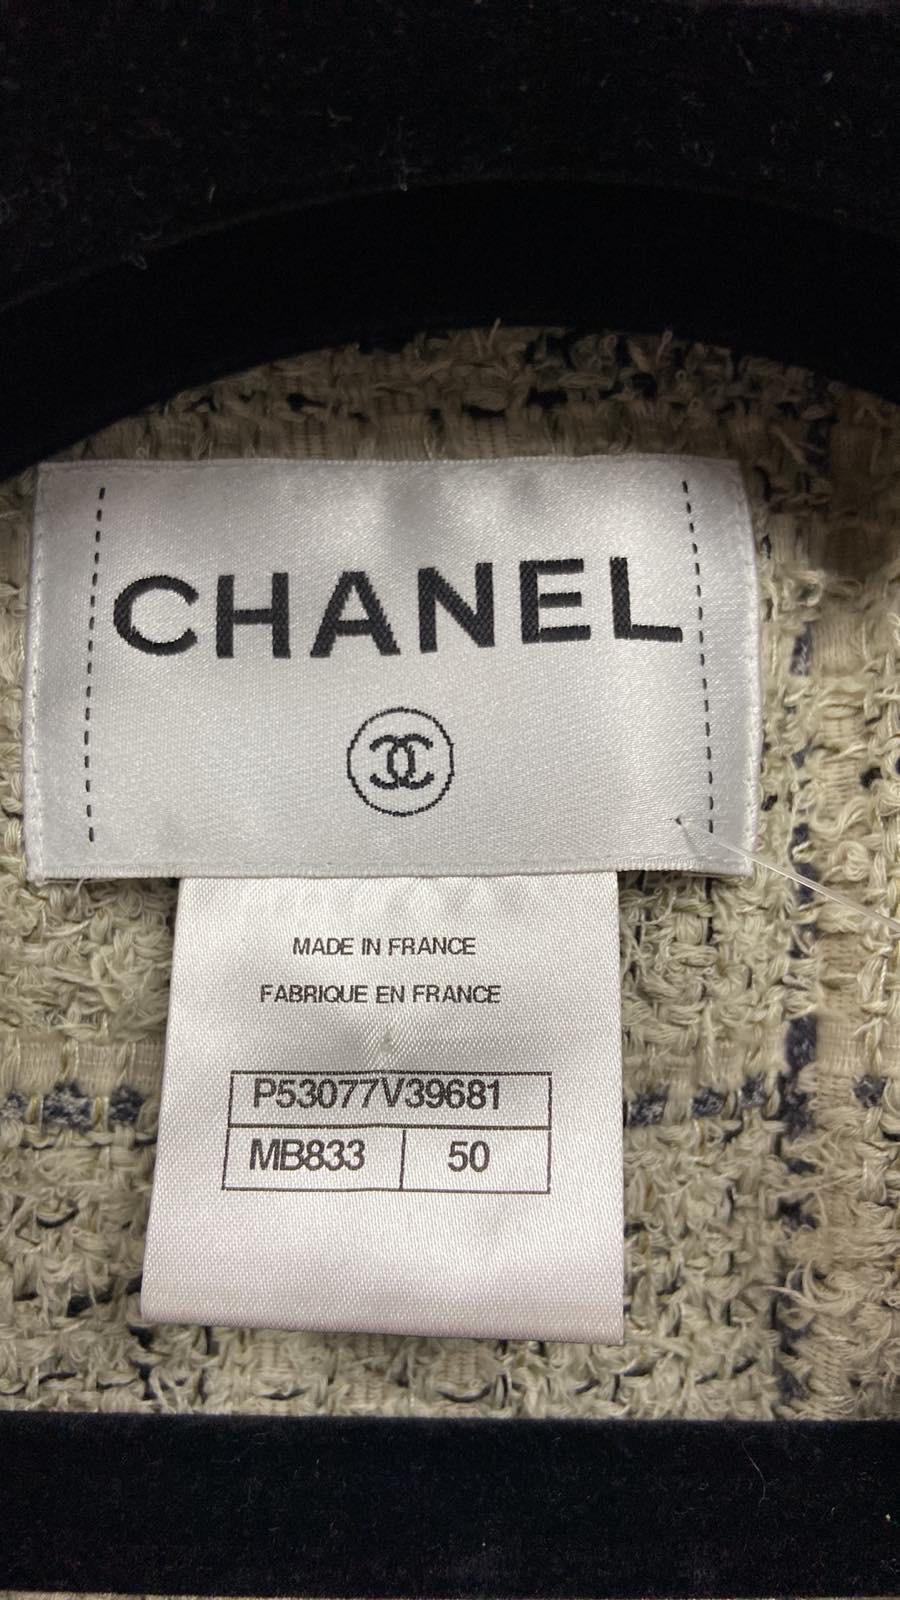 CHANEL
MADE IN FRANCE
FABRIQUE EN FRANCE
P53077V39681
MB833 50